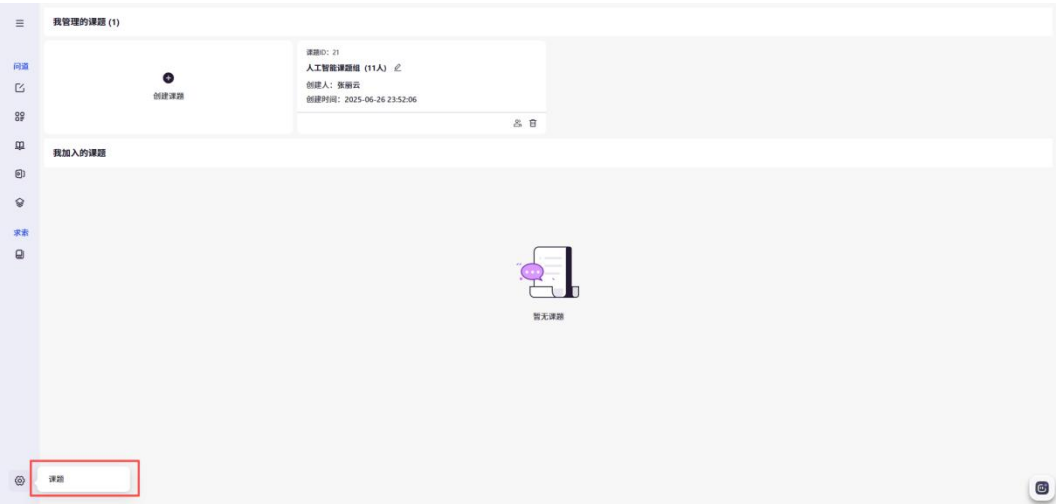 我管理的课题 (1)
问道
求索
创建课题
课题ID: 21
人工智能课题组 (11人)
创建人: 张丽云
创建时间: 2025-06-26 23:52:06
我加入的课题
暂无课题
课题